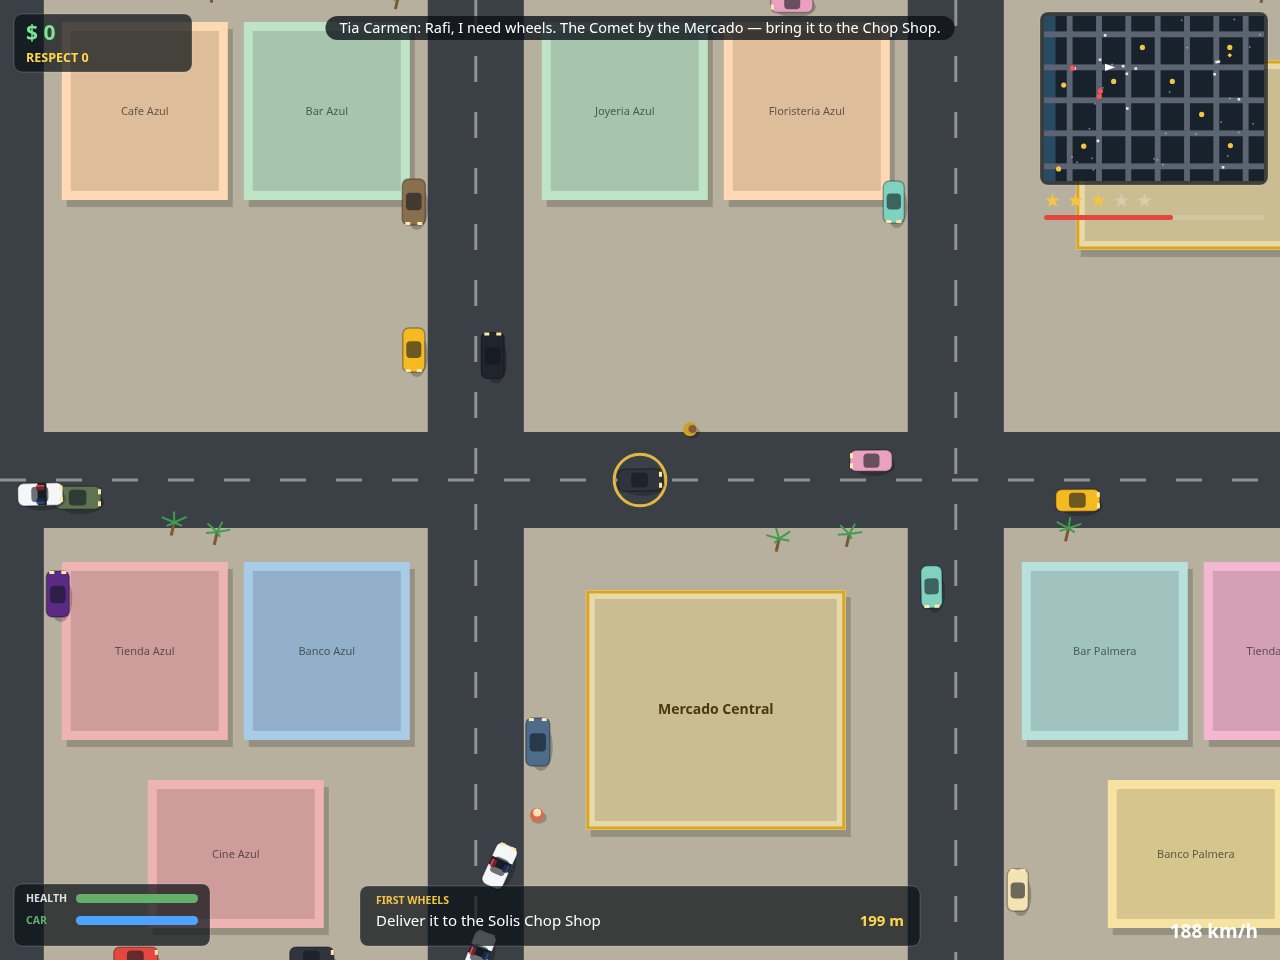 $ 0
RESPECT 0
Tia Carmen: Rafi, I need wheels. The Comet by the Mercado — bring it to the Chop Shop.
Cafe Azul
Bar Azul
Joyeria Azul
Floristeria Azul
Tienda Azul
Banco Azul
Mercado Central
Bar Palmera
Tienda
Cine Azul
Banco Palmera
HEALTH
CAR
FIRST WHEELS
Deliver it to the Solis Chop Shop
199 m
188 km/h